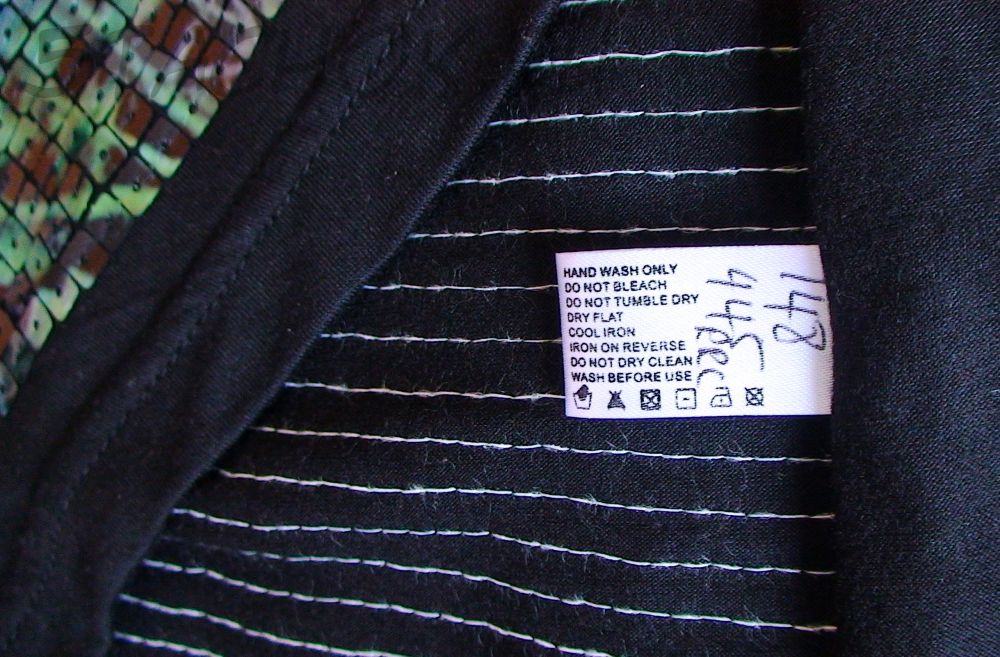 HAND WASH ONLY
DO NOT BLEACH
DO NOT TUMBLE DRY
DRY FLAT
COOL IRON
IRON ON REVERSE
DO NOT DRY CLEAN
WASH BEFORE USE
148